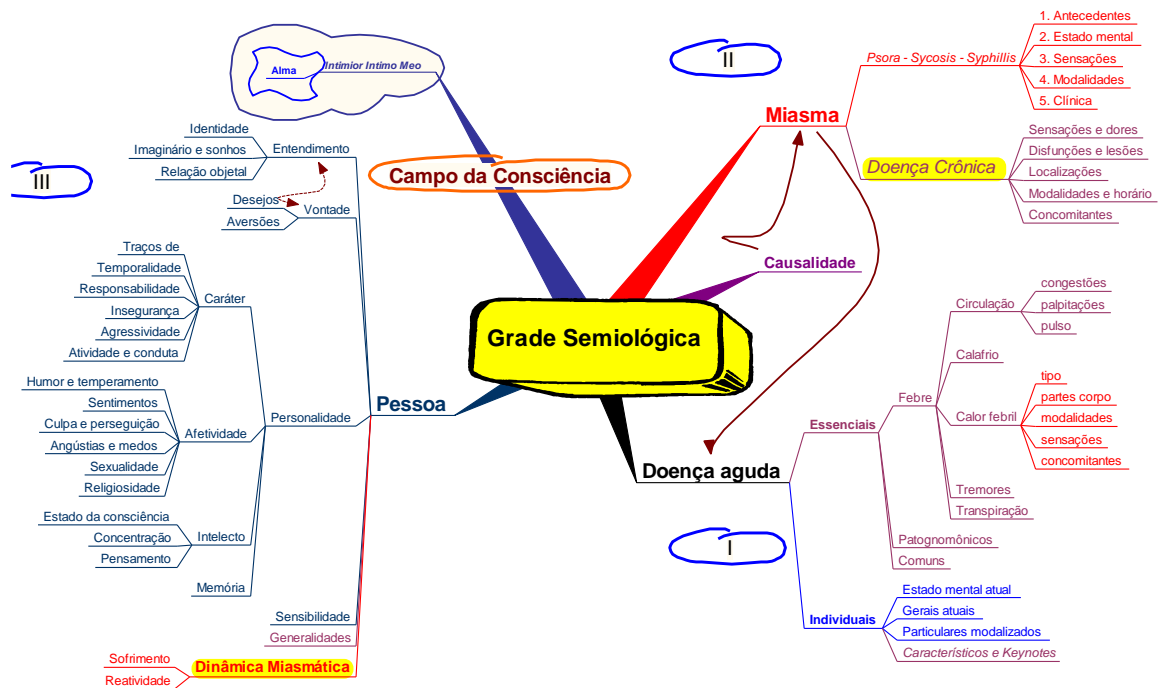 Grade Semiológica
Campo da Consciência
Intimior Intimo Meo
Alma
II
Miasma
Psora - Sycosis - Syphillis
1. Antecedentes
2. Estado mental
3. Sensações
4. Modalidades
5. Clínica
Doença Crônica
Sensações e dores
Disfunções e lesões
Localizações
Modalidades e horário
Concomitantes
Causalidade
I
Doença aguda
Essenciais
Febre
Circulação
congestões
palpitações
pulso
Calafrio
Calor febril
tipo
partes corpo
modalidades
sensações
concomitantes
Tremores
Transpiração
Patognomônicos
Comuns
Individuais
Estado mental atual
Gerais atuais
Particulares modalizados
Característicos e Keynotes
III
Pessoa
Entendimento
Identidade
Imaginário e sonhos
Relação objetal
Vontade
Desejos
Aversões
Personalidade
Caráter
Traços de
Temporalidade
Responsabilidade
Insegurança
Agressividade
Atividade e conduta
Afetividade
Humor e temperamento
Sentimentos
Culpa e perseguição
Angústias e medos
Sexualidade
Religiosidade
Intelecto
Estado da consciência
Concentração
Pensamento
Memória
Sensibilidade
Generalidades
Dinâmica Miasmática
Sofrimento
Reatividade